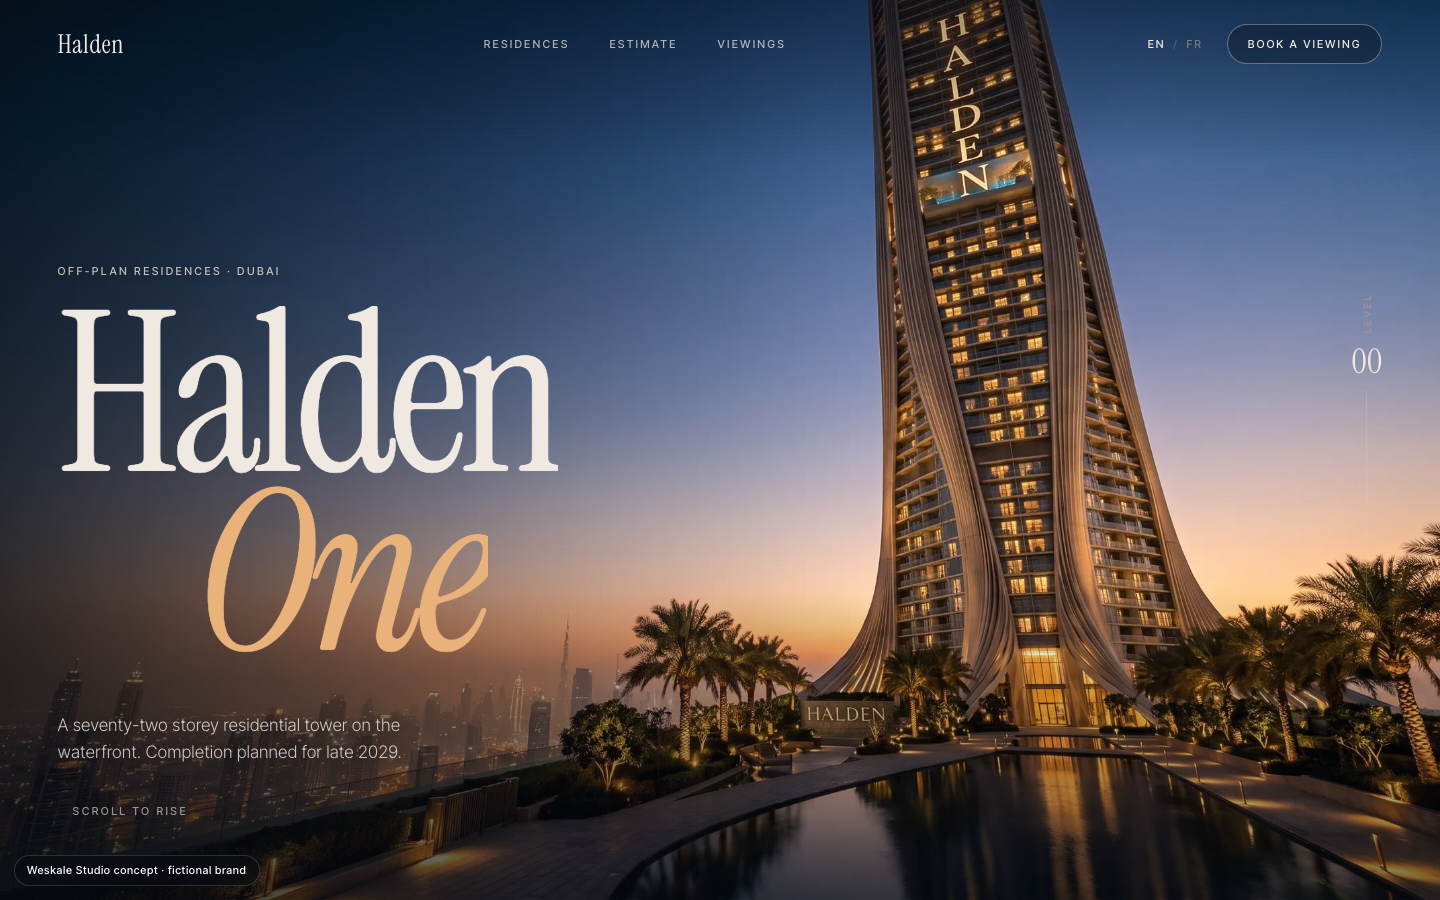 Halden
RESIDENCES
ESTIMATE
VIEWINGS
EN / FR
BOOK A VIEWING
HALDEN
OFF-PLAN RESIDENCES · DUBAI
Halden
One
LEVEL
00
HALDEN
A seventy-two storey residential tower on the
waterfront. Completion planned for late 2029.
SCROLL TO RISE
Weskale Studio concept · fictional brand